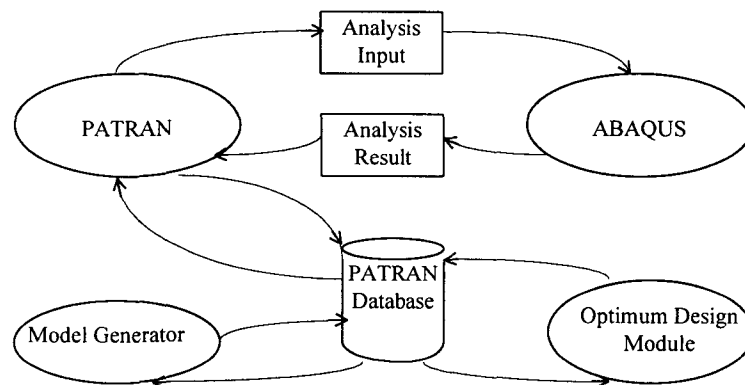 Analysis
Input
PATRAN
Analysis
Result
ABAQUS
PATRAN
Database
Model Generator
Optimum Design
Module